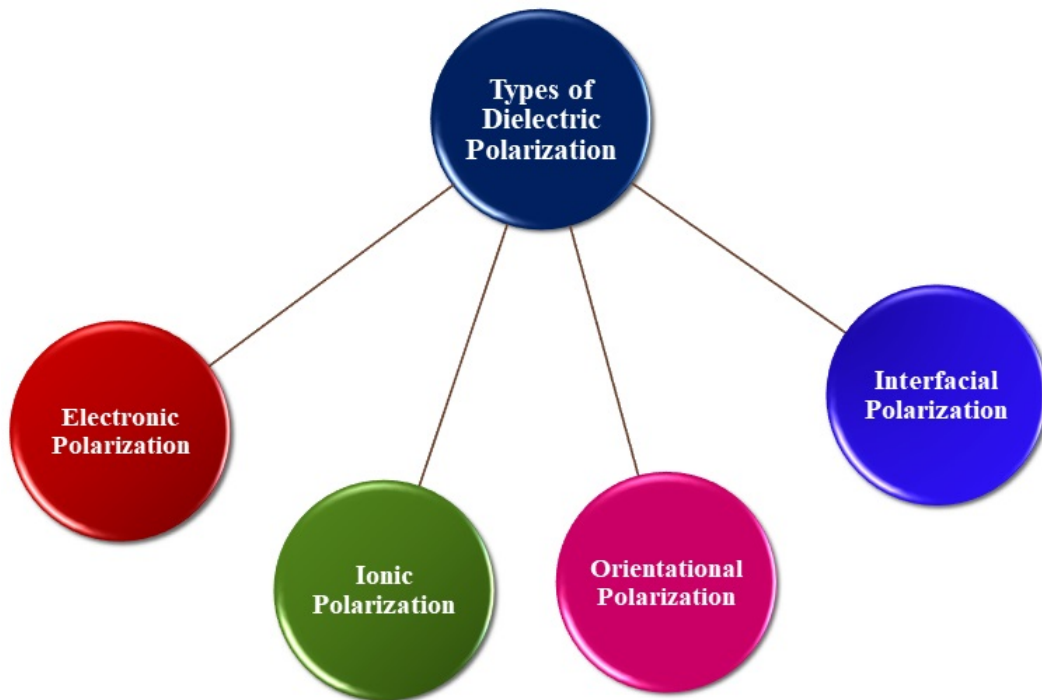 Types of
Dielectric
Polarization
Electronic
Polarization
Ionic
Polarization
Orientational
Polarization
Interfacial
Polarization